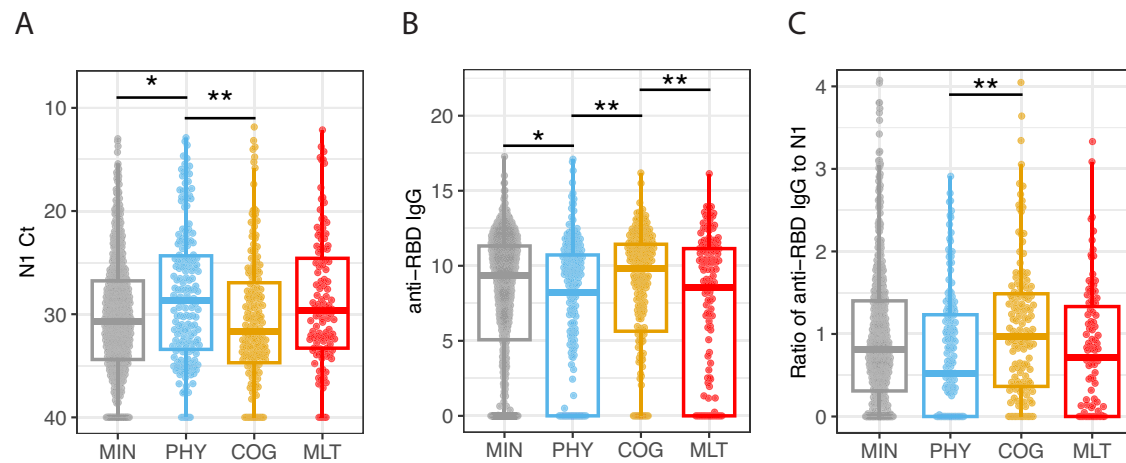 A
B
C
*
**
10
20
30
40
N1 Ct
MIN PHY COG MLT
*
**
**
20
15
10
5
0
anti−RBD IgG
MIN PHY COG MLT
**
4
3
2
1
0
Ratio of anti−RBD IgG to N1
MIN PHY COG MLT